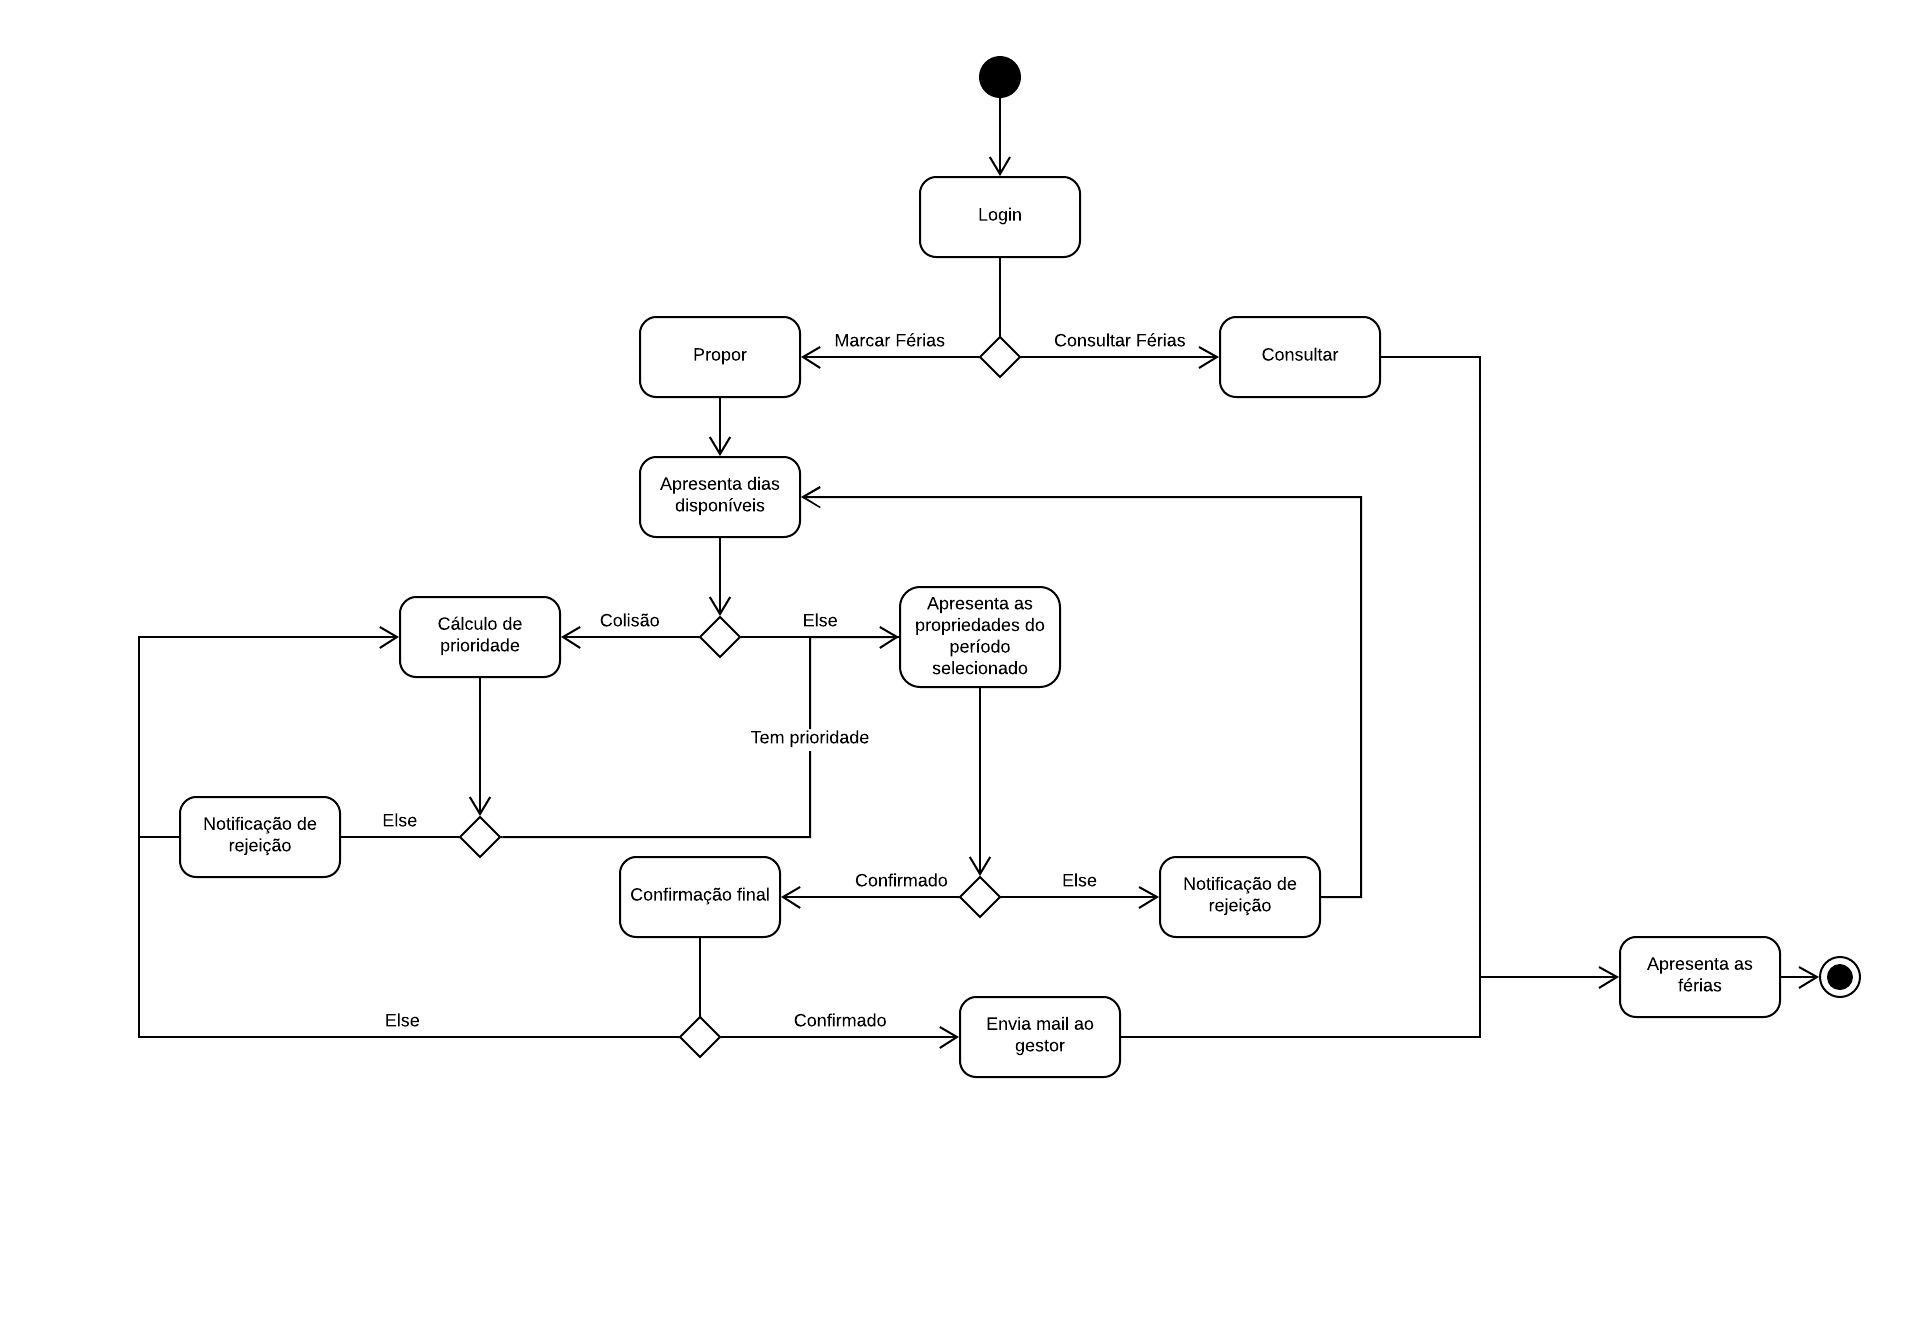 Login
Propor
Marcar Férias
Consultar Férias
Consultar
Apresenta dias
disponíveis
Cálculo de
prioridade
Colisão
Else
Apresenta as
propriedades do
período
selecionado
Tem prioridade
Notificação de
rejeição
Else
Confirmação final
Confirmado
Else
Notificação de
rejeição
Apresenta as
férias
Else
Confirmado
Envia mail ao
gestor